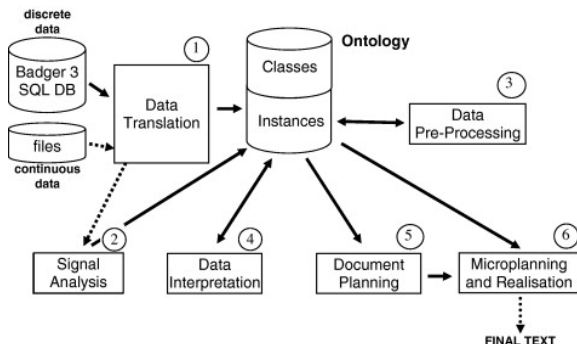 discrete
data
Badger 3
SQL DB
files
continuous
data
1
Data
Translation
Ontology
Classes
Instances
3
Data
Pre-Processing
2
Signal
Analysis
4
Data
Interpretation
5
Document
Planning
6
Microplanning
and Realisation
FINAL TEXT